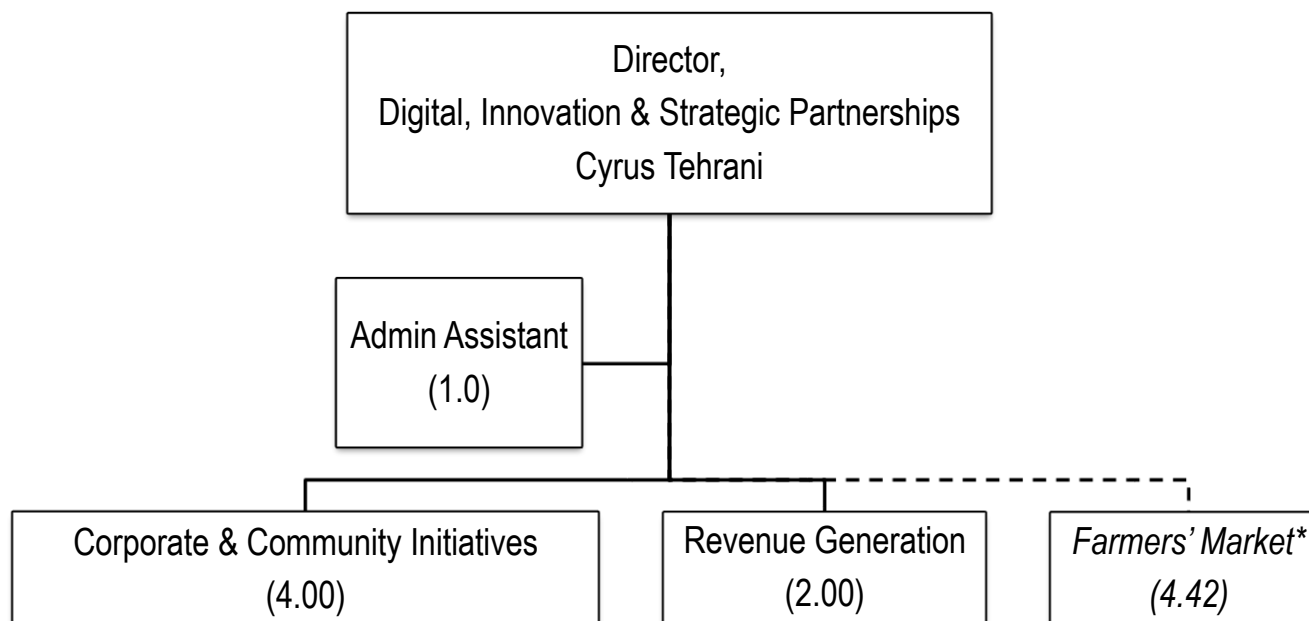 Director,
Digital, Innovation & Strategic Partnerships
Cyrus Tehrani
Admin Assistant
(1.0)
Corporate & Community Initiatives
(4.00)
Revenue Generation
(2.00)
Farmers’ Market*
(4.42)